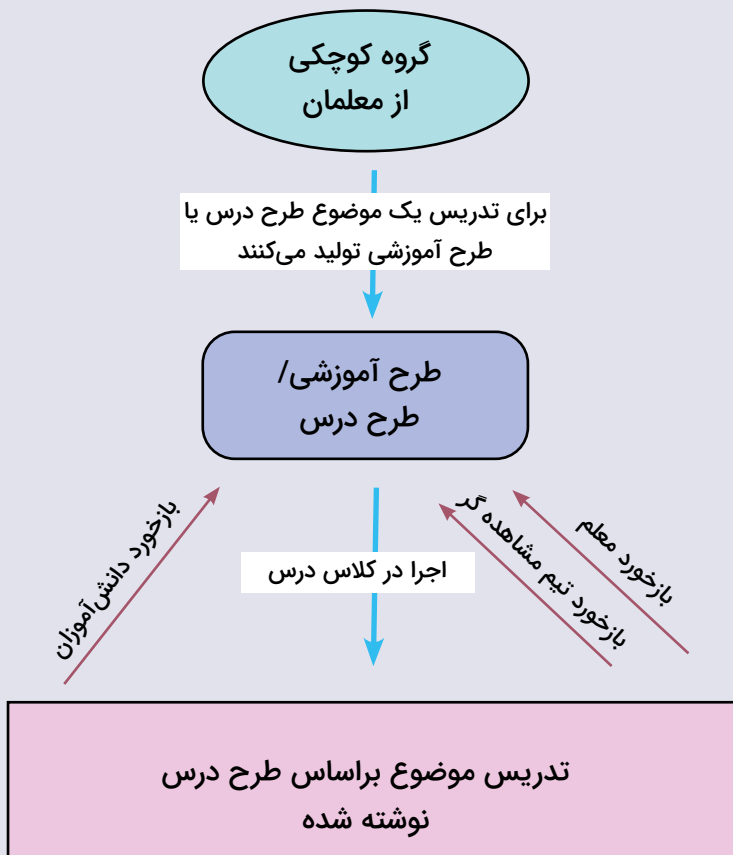 گروه کوچکی
از معلمان
برای تدریس یک موضوع طرح درس یا
طرح آموزشی تولید می‌کنند
طرح آموزشی/
طرح درس
بازخورد دانش‌آموزان
اجرا در کلاس درس
بازخورد تیم مشاهده گر
بازخورد معلم
تدریس موضوع براساس طرح درس
نوشته شده